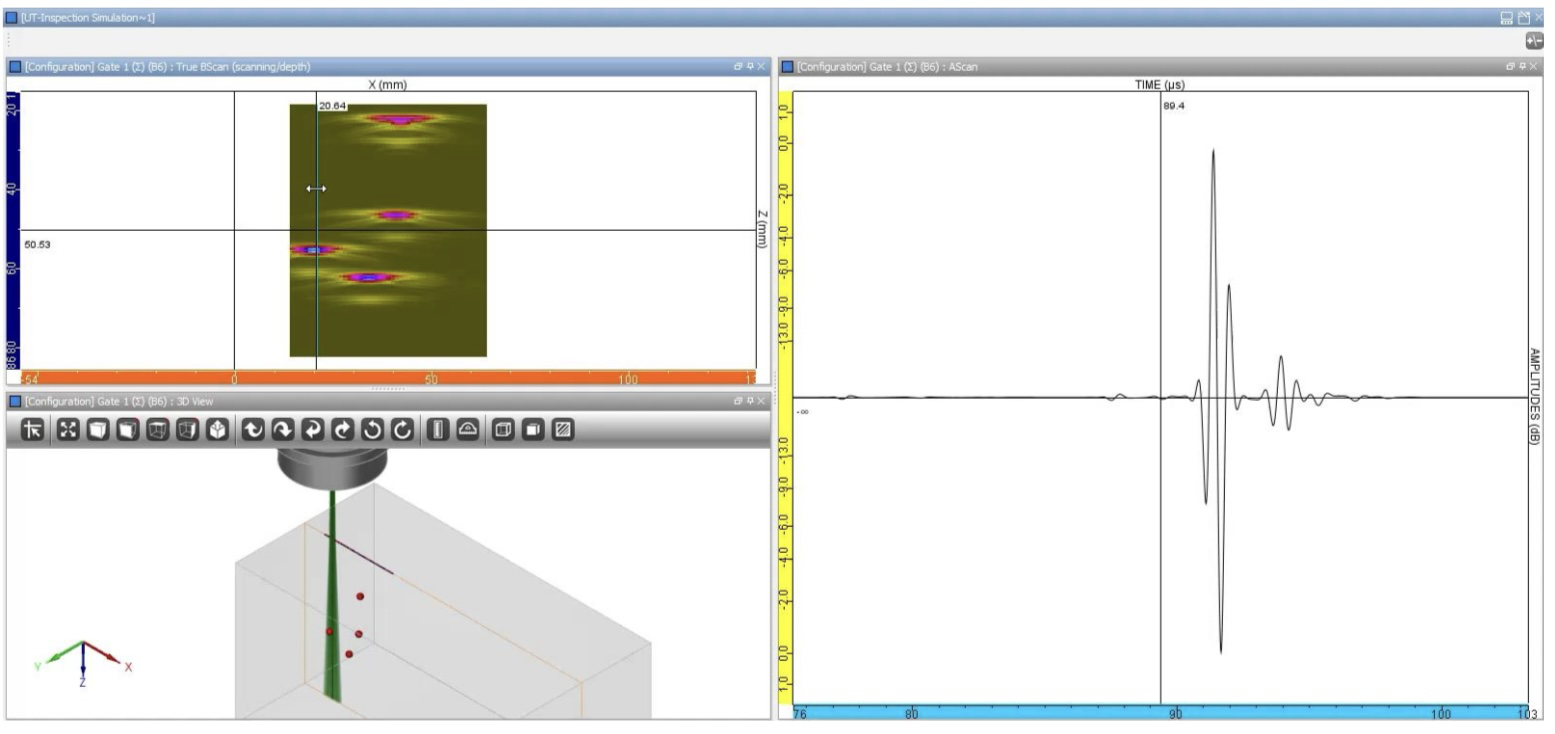 [UT-Inspection Simulation~1]
[Configuration] Gate 1 (Σ) (B6) : True BScan (scanning/depth)
X (mm)
20.64
20 1
40
60
86 80
50.53
Z (mm)
-54 0 50 100
[Configuration] Gate 1 (Σ) (B6) : 3D View
Y
X
Z
[Configuration] Gate 1 (Σ) (B6) : AScan
TIME (µs)
89.4
1.0
0.0
-2.0
-4.0
-6.0
-9.0
-13.0
-∞
-13.0
-9.0
-6.0
-4.0
-2.0
0.0
1.0
AMPLITUDES (dB)
76 80 90 100 103